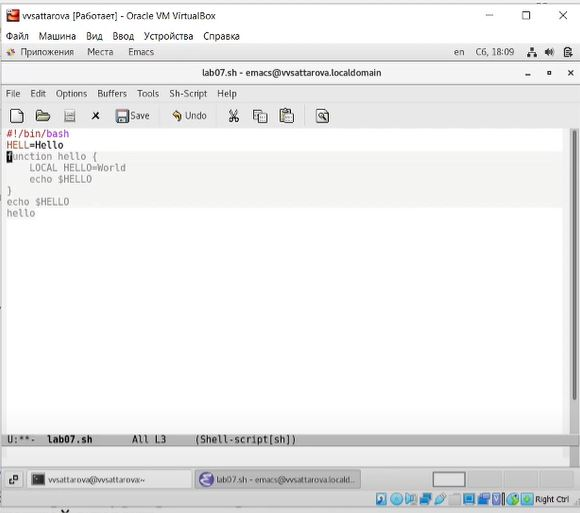 vvsattarova [Работает] - Oracle VM VirtualBox
Файл Машина Вид Ввод Устройства Справка
Приложения Места Emacs en Сб, 18:09
lab07.sh - emacs@vvsattarova.localdomain
File Edit Options Buffers Tools Sh-Script Help
Save Undo
#!/bin/bash
HELL=Hello
function hello {
    LOCAL HELLO=World
    echo $HELLO
}
echo $HELLO
hello
U:**- lab07.sh All L3 (Shell-script[sh])
vvsattarova@vvsattarova:~ lab07.sh - emacs@vvsattarova.locald...
Right Ctrl